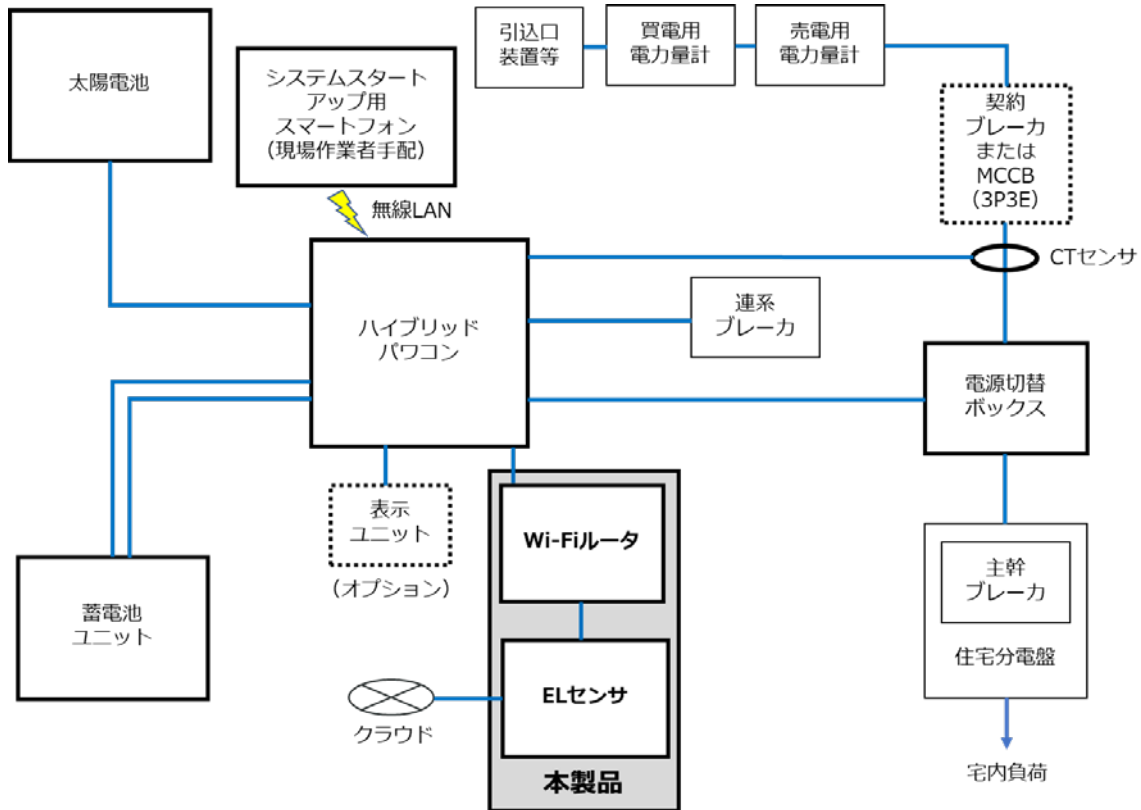 太陽電池
システムスタート
アップ用
スマートフォン
(現場作業者手配)
無線LAN
引込口
装置等
買電用
電力量計
売電用
電力量計
契約
ブレーカ
または
MCCB
(3P3E)
CTセンサ
ハイブリッド
パワコン
連系
ブレーカ
電源切替
ボックス
表示
ユニット
(オプション)
Wi-Fiルータ
主幹
ブレーカ
住宅分電盤
蓄電池
ユニット
ELセンサ
クラウド
本製品
宅内負荷